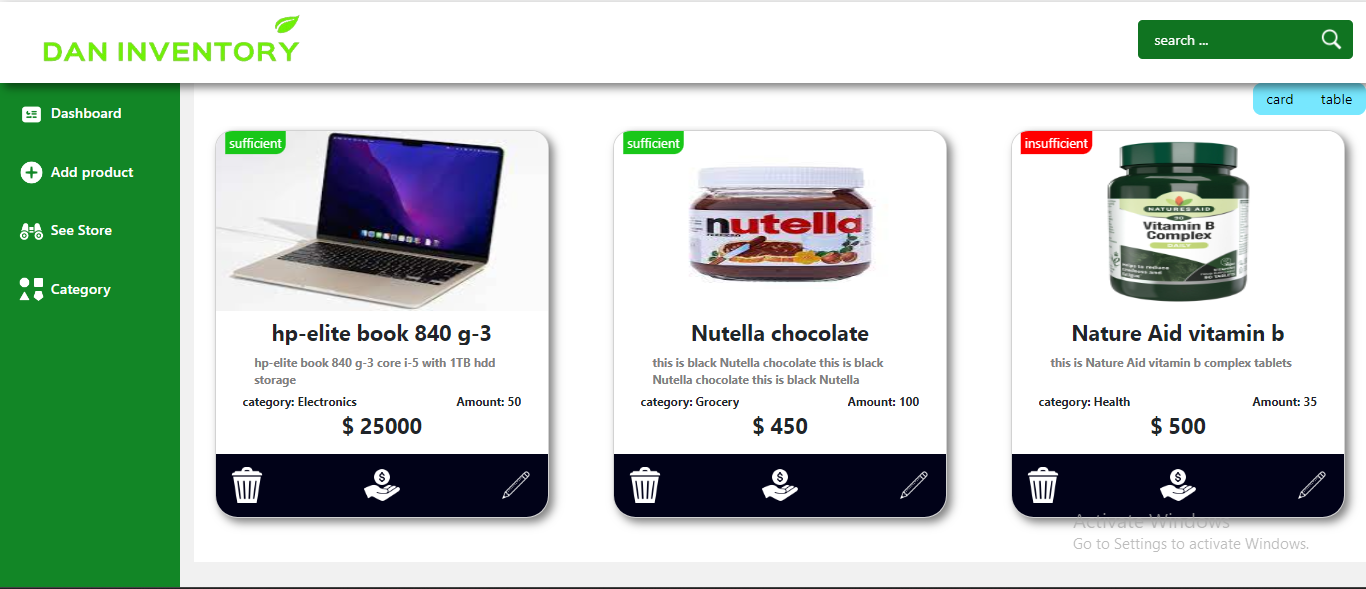 DAN INVENTORY
search ...
Dashboard
Add product
See Store
Category
card table
sufficient
hp-elite book 840 g-3
hp-elite book 840 g-3 core i-5 with 1TB hdd
storage
category: Electronics Amount: 50
$ 25000
sufficient
nutella
Nutella chocolate
this is black Nutella chocolate this is black
Nutella chocolate this is black Nutella
category: Grocery Amount: 100
$ 450
insufficient
NATURES AID
90
Vitamin B
Complex
DAILY
Nature Aid vitamin b
this is Nature Aid vitamin b complex tablets
category: Health Amount: 35
$ 500
Activate Windows
Go to Settings to activate Windows.